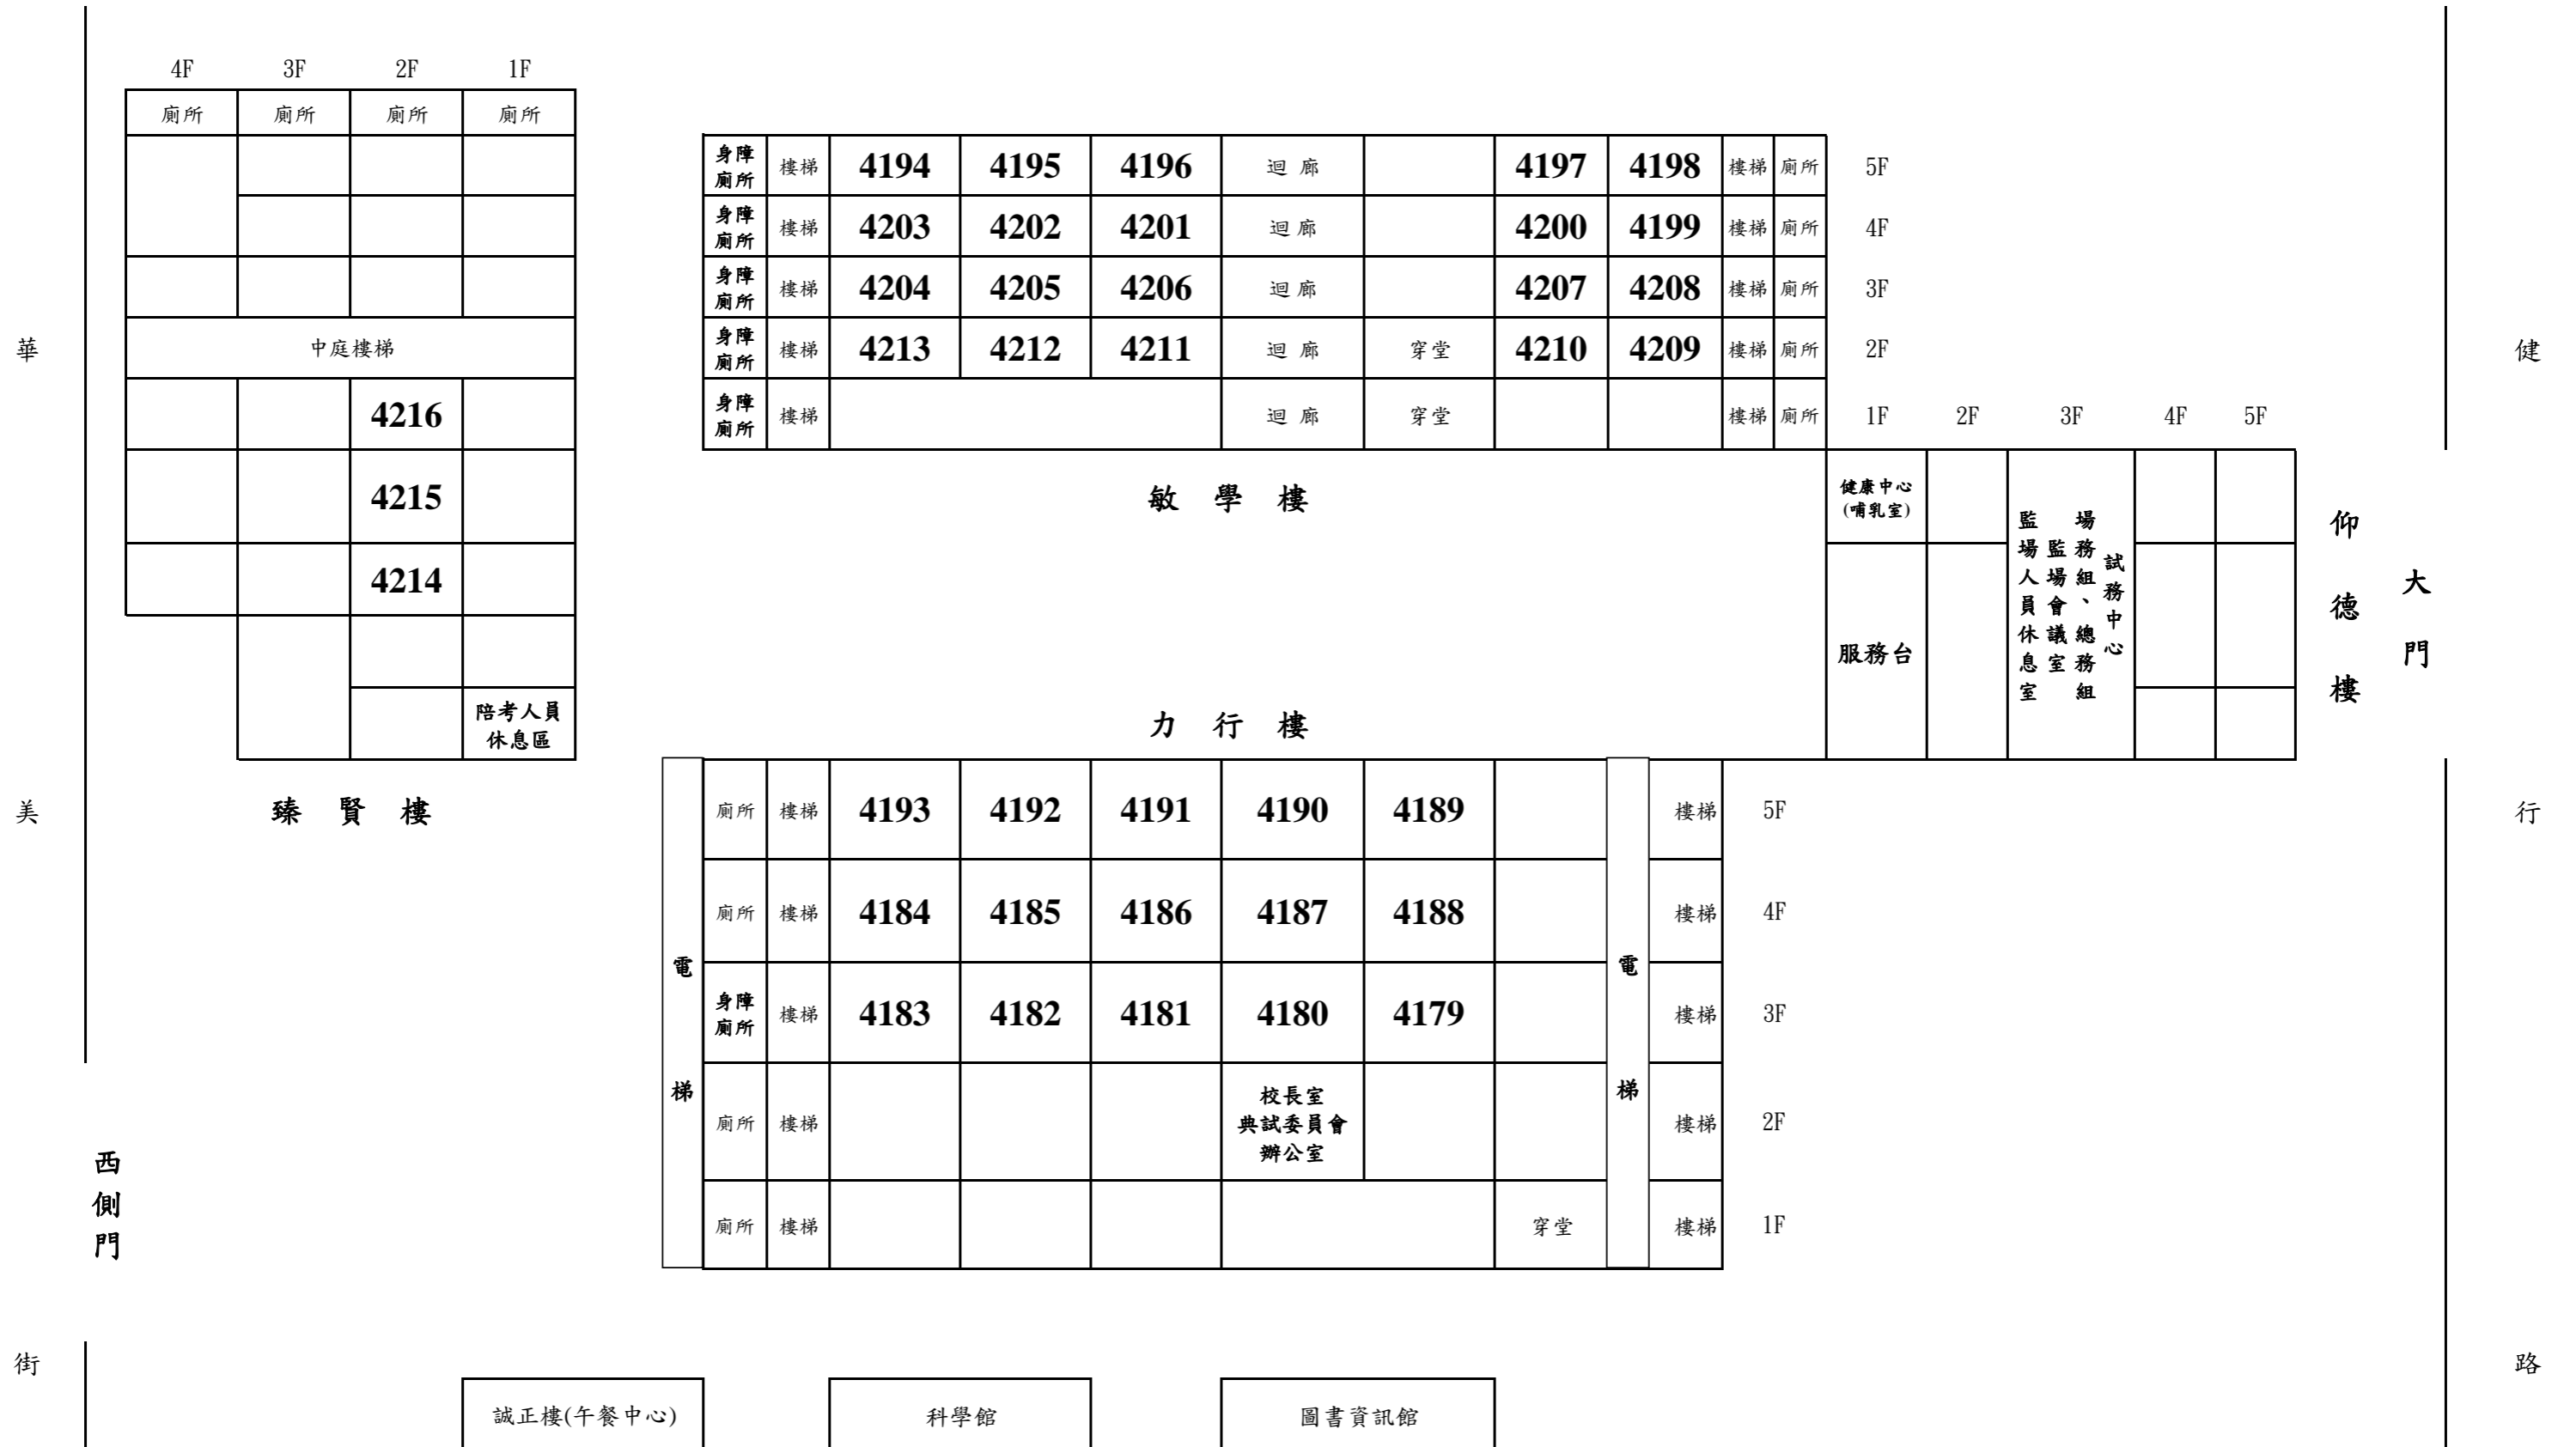 4F 3F 2F 1F
廁所 廁所 廁所 廁所
中庭樓梯
4216
4215
4214
陪考人員
休息區
臻賢樓
身障廁所 樓梯 4194 4195 4196 迴廊 4197 4198 樓梯 廁所 5F
身障廁所 樓梯 4203 4202 4201 迴廊 4200 4199 樓梯 廁所 4F
身障廁所 樓梯 4204 4205 4206 迴廊 4207 4208 樓梯 廁所 3F
身障廁所 樓梯 4213 4212 4211 迴廊 穿堂 4210 4209 樓梯 廁所 2F
身障廁所 樓梯 迴廊 穿堂 樓梯 廁所 1F 2F 3F 4F 5F
敏學樓
健康中心
(哺乳室)
服務台
試務中心
場務組、總務組
監場會議室
監場人員休息室
仰德樓
大門
力行樓
電梯
電梯
廁所 樓梯 4193 4192 4191 4190 4189 樓梯 5F
廁所 樓梯 4184 4185 4186 4187 4188 樓梯 4F
身障廁所 樓梯 4183 4182 4181 4180 4179 樓梯 3F
廁所 樓梯 校長室 樓梯 2F
典試委員會
辦公室
廁所 樓梯 穿堂 樓梯 1F
誠正樓(午餐中心) 科學館 圖書資訊館
西側門
華美街
健行路